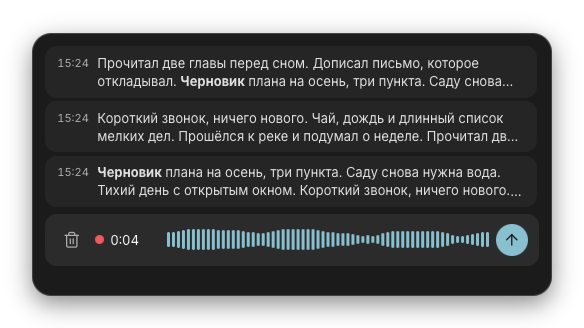 15:24 Прочитал две главы перед сном. Дописал письмо, которое
откладывал. Черновик плана на осень, три пункта. Саду снова...
15:24 Короткий звонок, ничего нового. Чай, дождь и длинный список
мелких дел. Прошёлся к реке и подумал о неделе. Прочитал дв...
15:24 Черновик плана на осень, три пункта. Саду снова нужна вода.
Тихий день с открытым окном. Короткий звонок, ничего нового....
0:04